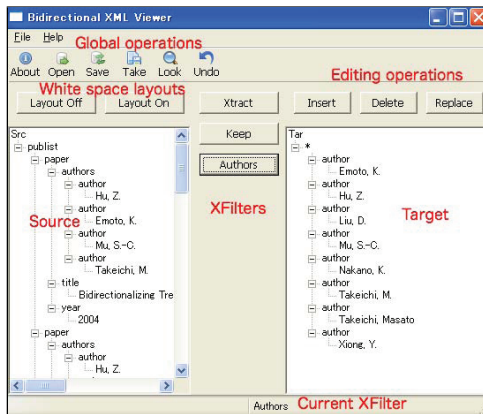 Bidirectional XML Viewer
File Help
Global operations
About Open Save Take Look Undo
Editing operations
White space layouts
Layout Off Layout On Xtract Insert Delete Replace
Keep
Authors
XFilters
Src
publist
paper
authors
author
Hu, Z.
author
Source
Emoto, K.
author
Mu, S.-C.
author
Takeichi, M.
title
Bidirectionalizing Tre
year
2004
paper
authors
author
Hu, Z.
Tar
*
author
Emoto, K.
author
Hu, Z.
author
Liu, D.
Target
author
Mu, S.-C.
author
Nakano, K.
author
Takeichi, M.
author
Takeichi, Masato
author
Xiong, Y.
Authors Current XFilter